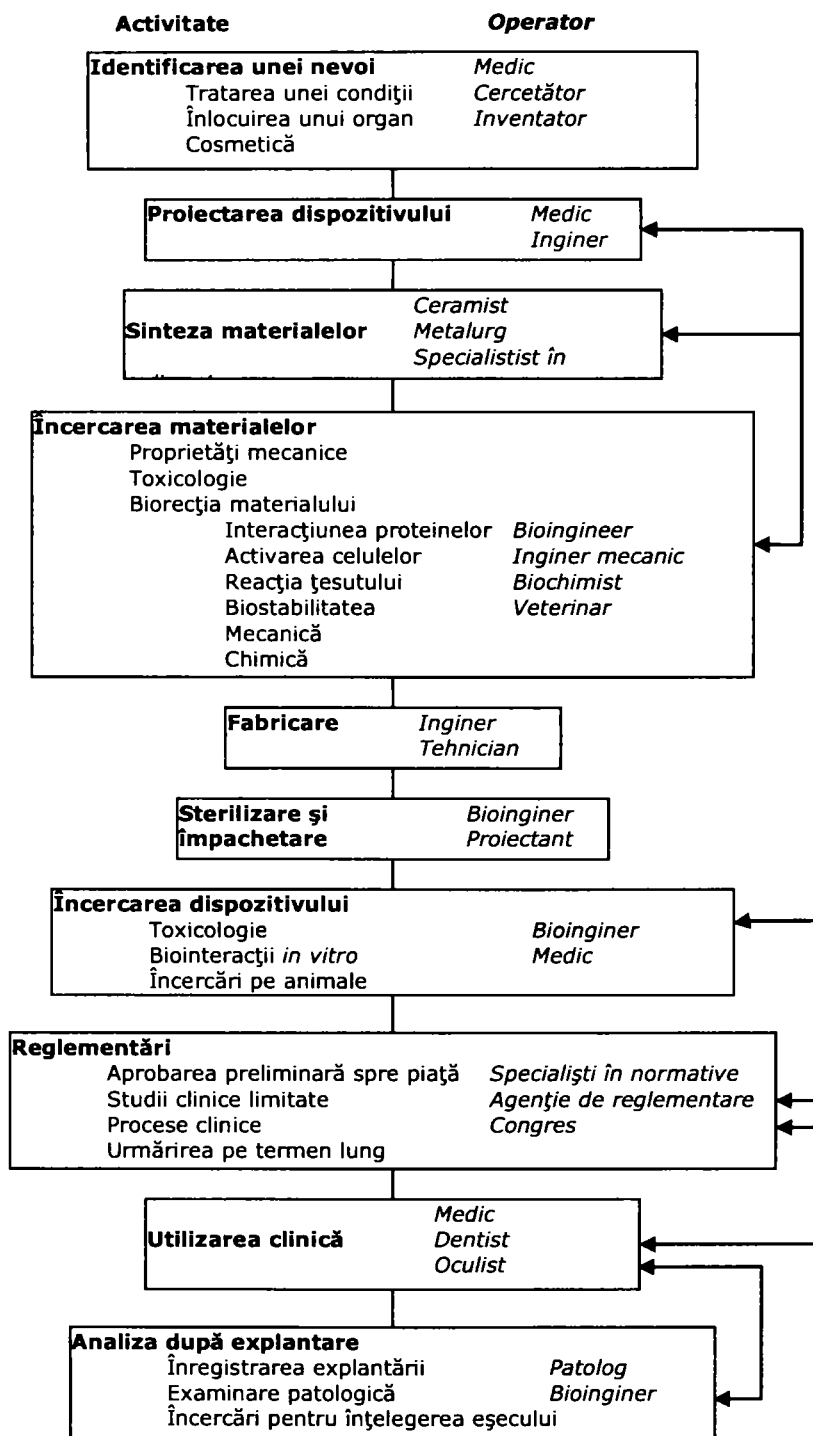 Activitate Operator
Identificarea unei nevoi Medic
Tratarea unei condiţii Cercetător
Înlocuirea unui organ Inventator
Cosmetică
Proiectarea dispozitivului Medic
Inginer
Ceramist
Sinteza materialelor Metalurg
Specialistist în
Încercarea materialelor
Proprietăţi mecanice
Toxicologie
Biorecţia materialului
Interacţiunea proteinelor Bioingineer
Activarea celulelor Inginer mecanic
Reacţia ţesutului Biochimist
Biostabilitatea Veterinar
Mecanică
Chimică
Fabricare Inginer
Tehnician
Sterilizare şi Bioinginer
împachetare Proiectant
Încercarea dispozitivului
Toxicologie Bioinginer
Biointeracţii in vitro Medic
Încercări pe animale
Reglementări
Aprobarea preliminară spre piaţă Specialişti în normative
Studii clinice limitate Agenţie de reglementare
Procese clinice Congres
Urmărirea pe termen lung
Medic
Utilizarea clinică Dentist
Oculist
Analiza după explantare
Înregistrarea explantării Patolog
Examinare patologică Bioinginer
Încercări pentru înţelegerea eşecului